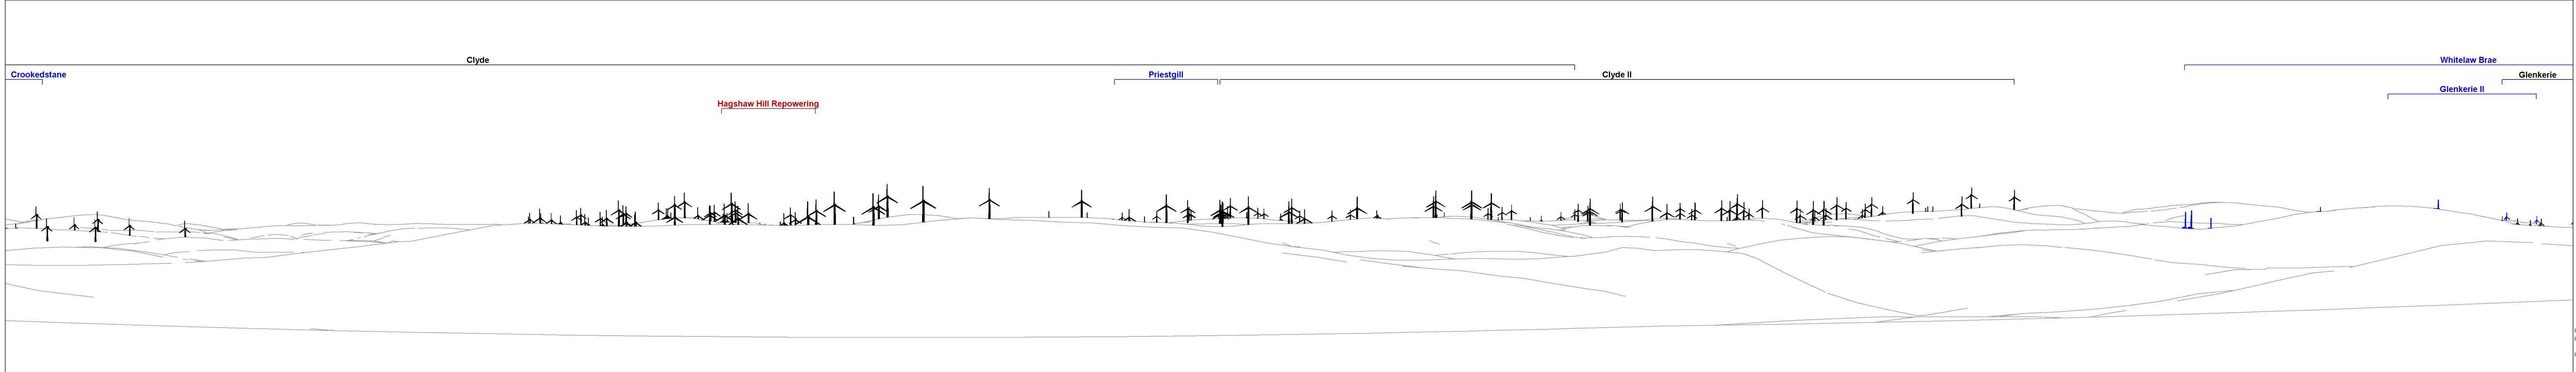 Clyde
Whitelaw Brae
Crookedstane
Priestgill
Clyde II
Glenkerie
Glenkerie II
Hagshaw Hill Repowering